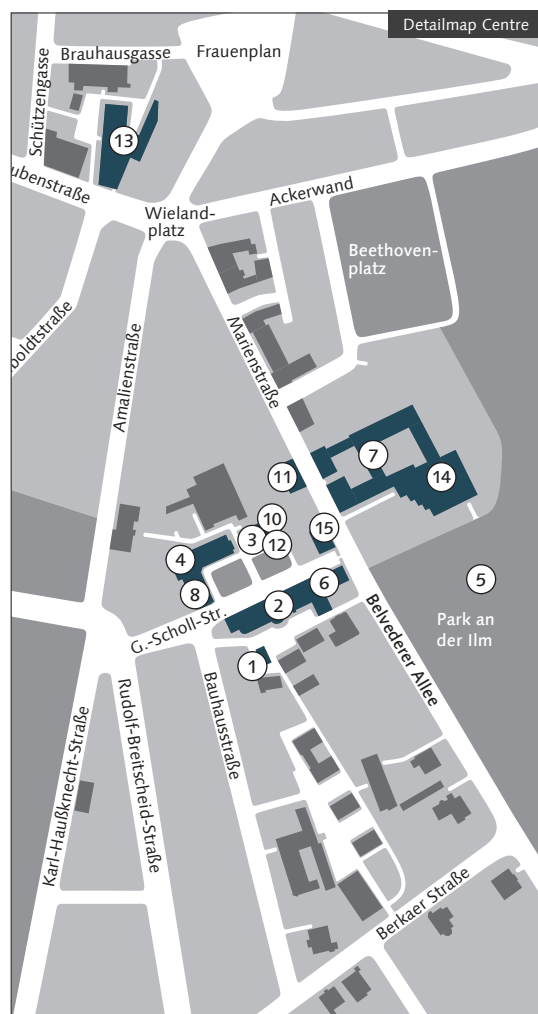 Detailmap Centre
Brauhausgasse
Frauenplan
Schützengasse
13
ubenstraße
Wieland-
platz
Ackerwand
Beethoven-
platz
boldtstraße
Amalienstraße
Marienstraße
7
11
14
10
15
3
12
4
5
6
8
2
Park an
der Ilm
G.-Scholl-Str.
1
Belvederer Allee
Bauhausstraße
Rudolf-Breitscheid-Straße
Karl-Haußknecht-Straße
Berkaer Straße